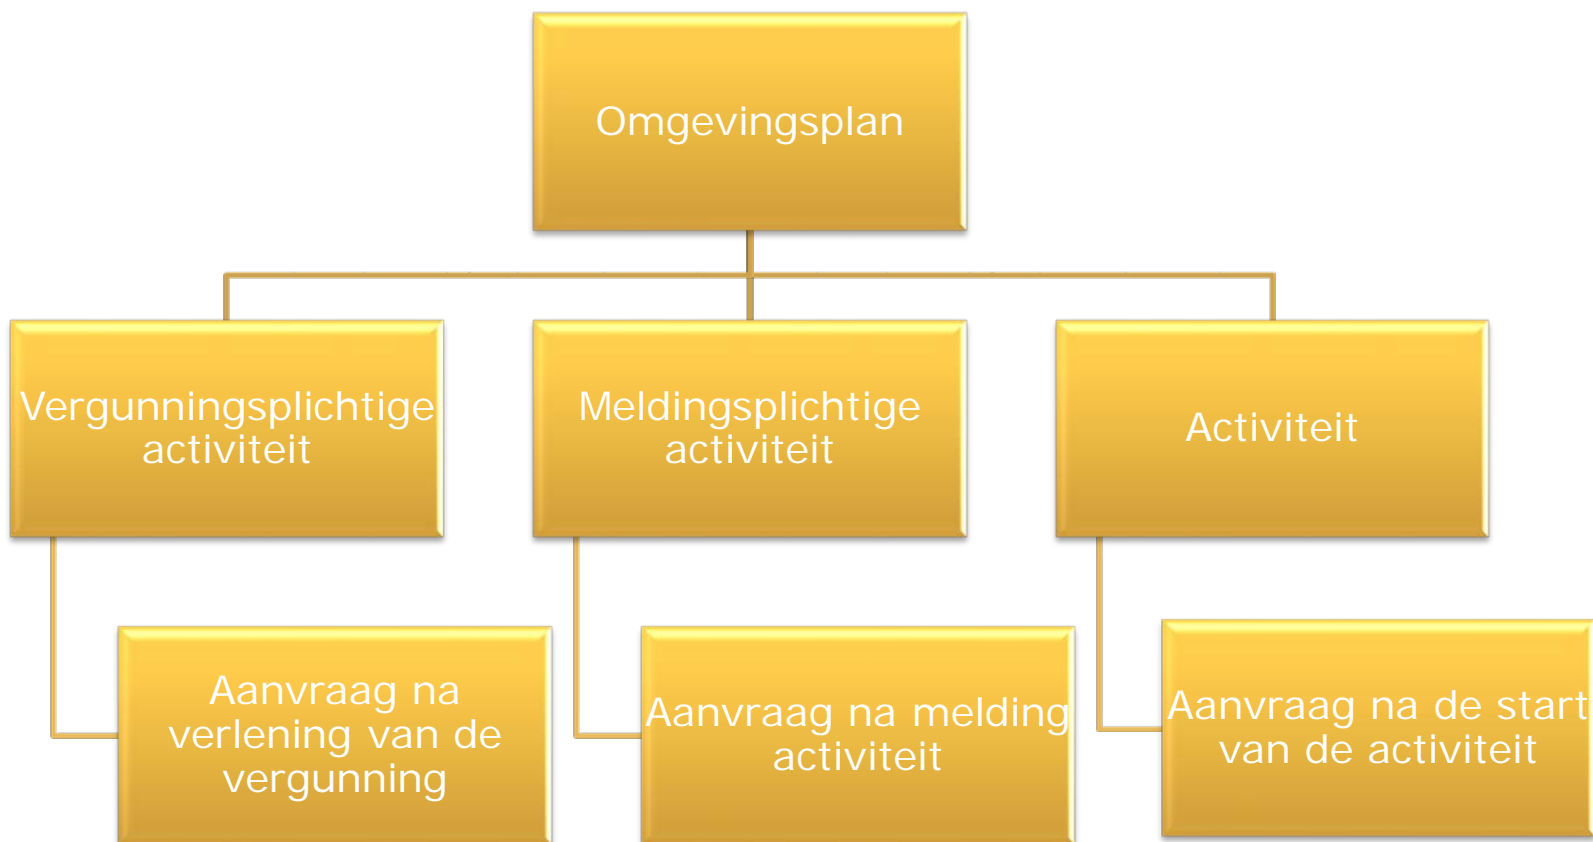 Omgevingsplan
Vergunningsplichtige
activiteit
Meldingsplichtige
activiteit
Activiteit
Aanvraag na
verlening van de
vergunning
Aanvraag na melding
activiteit
Aanvraag na de start
van de activiteit